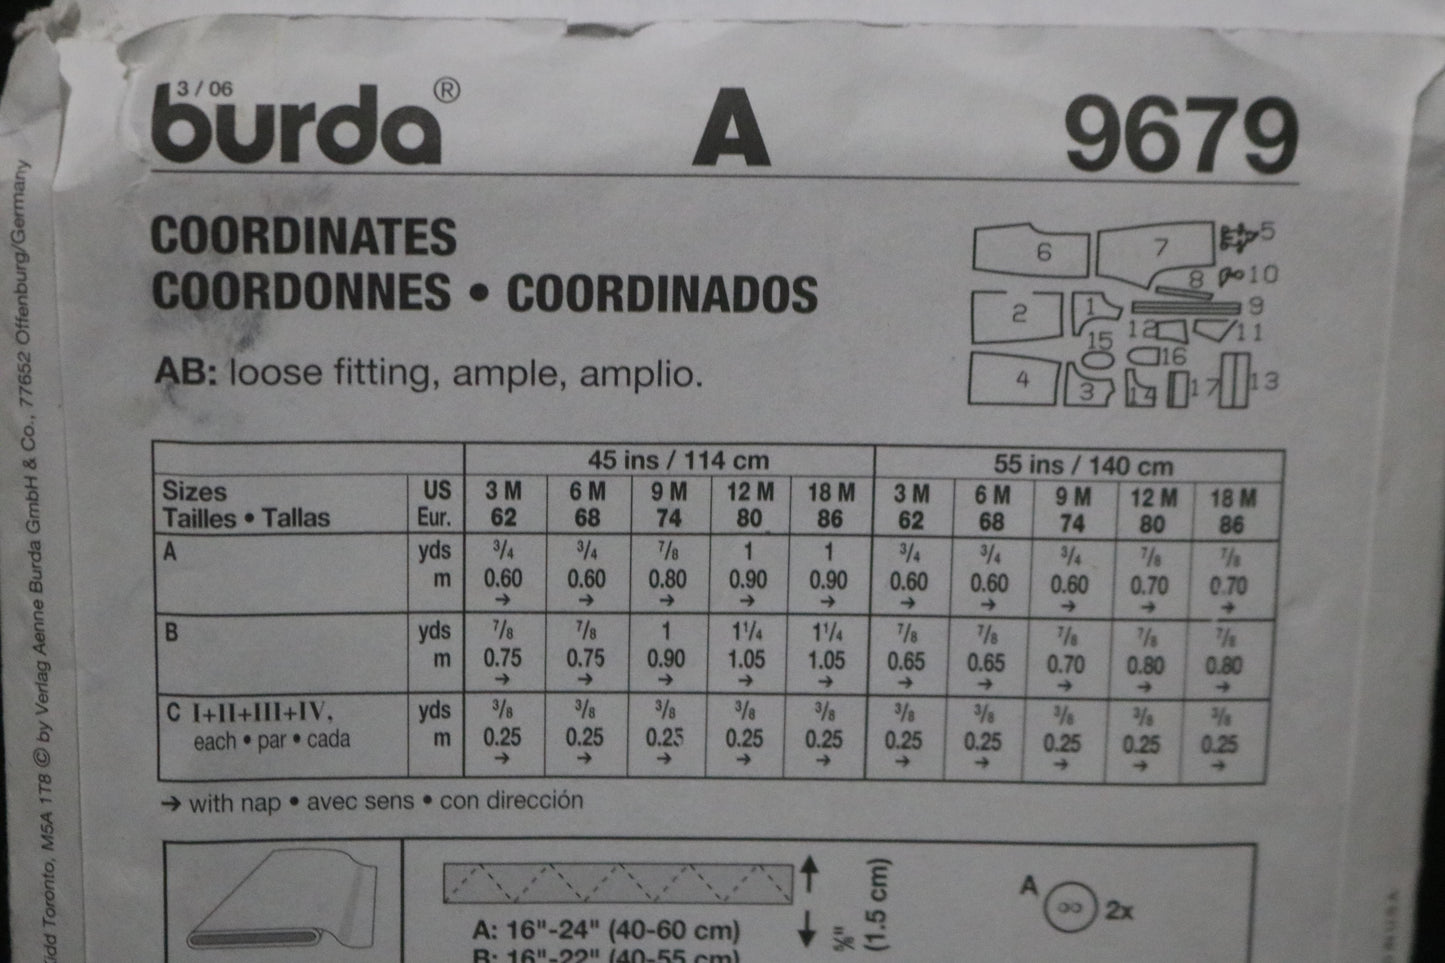 3 / 06
burda®
A
9679
COORDINATES
COORDONNES • COORDINADOS
AB: loose fitting, ample, amplio.
6 7 5
8 10
2 1 9
12 11
15 16
4 3 14 17 13
45 ins / 114 cm 55 ins / 140 cm
Sizes US 3 M 6 M 9 M 12 M 18 M 3 M 6 M 9 M 12 M 18 M
Tailles • Tallas Eur. 62 68 74 80 86 62 68 74 80 86
A yds 3/4 3/4 7/8 1 1 3/4 3/4 3/4 7/8 7/8
m 0.60 0.60 0.80 0.90 0.90 0.60 0.60 0.60 0.70 0.70
→ → → → → → → → → →
B yds 7/8 7/8 1 1 1/4 1 1/4 7/8 7/8 7/8 7/8 7/8
m 0.75 0.75 0.90 1.05 1.05 0.65 0.65 0.70 0.80 0.80
→ → → → → → → → → →
C I+II+III+IV, yds 3/8 3/8 3/8 3/8 3/8 3/8 3/8 3/8 3/8 3/8
each • par • cada m 0.25 0.25 0.25 0.25 0.25 0.25 0.25 0.25 0.25 0.25
→ → → → → → → → → →
→ with nap • avec sens • con dirección
A: 16"-24" (40-60 cm)
B: 16"-22" (40-55 cm)
5/8"
(1.5 cm)
A 2x
Kidd Toronto, M5A 1T8 © by Verlag Aenne Burda GmbH & Co., 77652 Offenburg/Germany